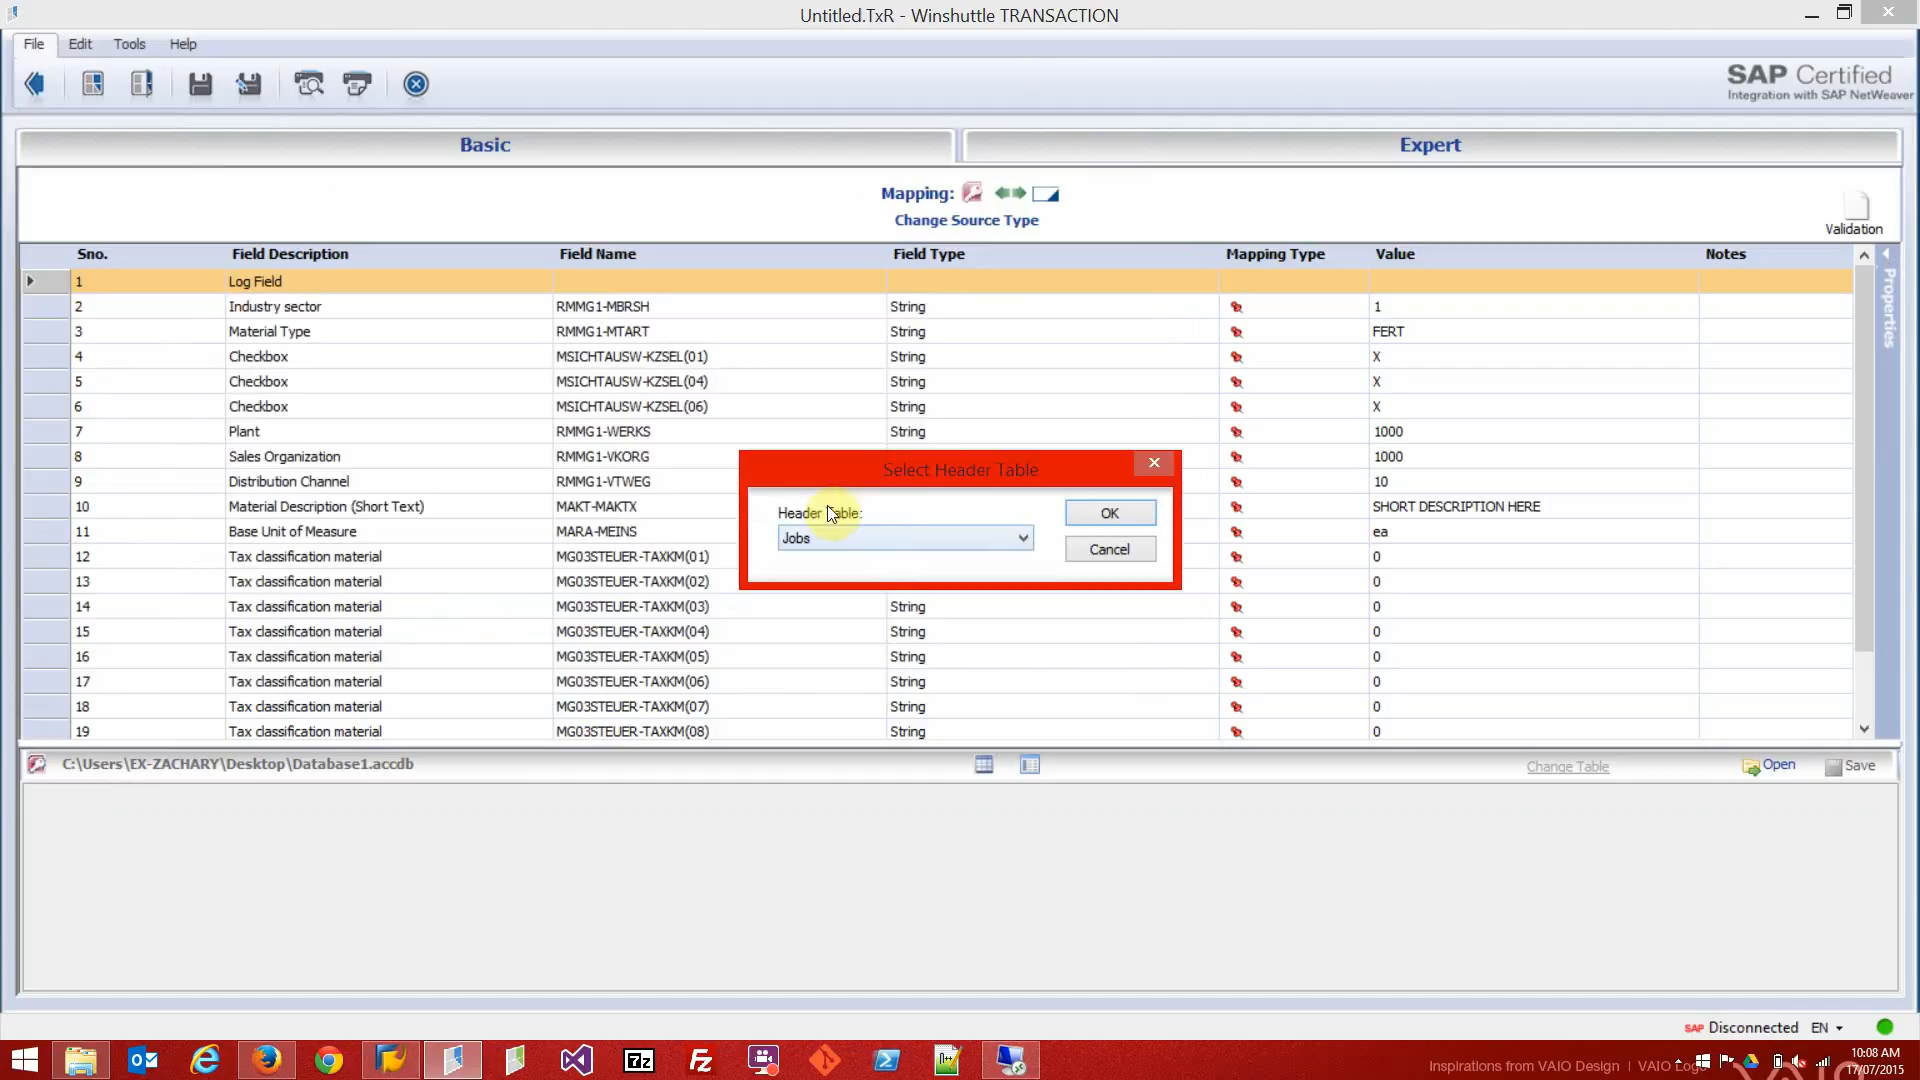 Untitled.TxR - Winshuttle TRANSACTION
File Edit Tools Help
SAP Certified
Integration with SAP NetWeaver
Basic Expert
Mapping:
Change Source Type
Validation
Sno. Field Description Field Name Field Type Mapping Type Value Notes
Properties
1 Log Field
2 Industry sector RMMG1-MBRSH String 1
3 Material Type RMMG1-MTART String FERT
4 Checkbox MSICHTAUSW-KZSEL(01) String X
5 Checkbox MSICHTAUSW-KZSEL(04) String X
6 Checkbox MSICHTAUSW-KZSEL(06) String X
7 Plant RMMG1-WERKS String 1000
8 Sales Organization RMMG1-VKORG 1000
9 Distribution Channel RMMG1-VTWEG 10
10 Material Description (Short Text) MAKT-MAKTX SHORT DESCRIPTION HERE
11 Base Unit of Measure MARA-MEINS ea
12 Tax classification material MG03STEUER-TAXKM(01) 0
13 Tax classification material MG03STEUER-TAXKM(02) 0
14 Tax classification material MG03STEUER-TAXKM(03) String 0
15 Tax classification material MG03STEUER-TAXKM(04) String 0
16 Tax classification material MG03STEUER-TAXKM(05) String 0
17 Tax classification material MG03STEUER-TAXKM(06) String 0
18 Tax classification material MG03STEUER-TAXKM(07) String 0
19 Tax classification material MG03STEUER-TAXKM(08) String 0
Select Header Table
Header Table:
Jobs
OK
Cancel
C:\Users\EX-ZACHARY\Desktop\Database1.accdb Change Table Open Save
SAP Disconnected EN
Inspirations from VAIO Design | VAIO
10:08 AM
17/07/2015